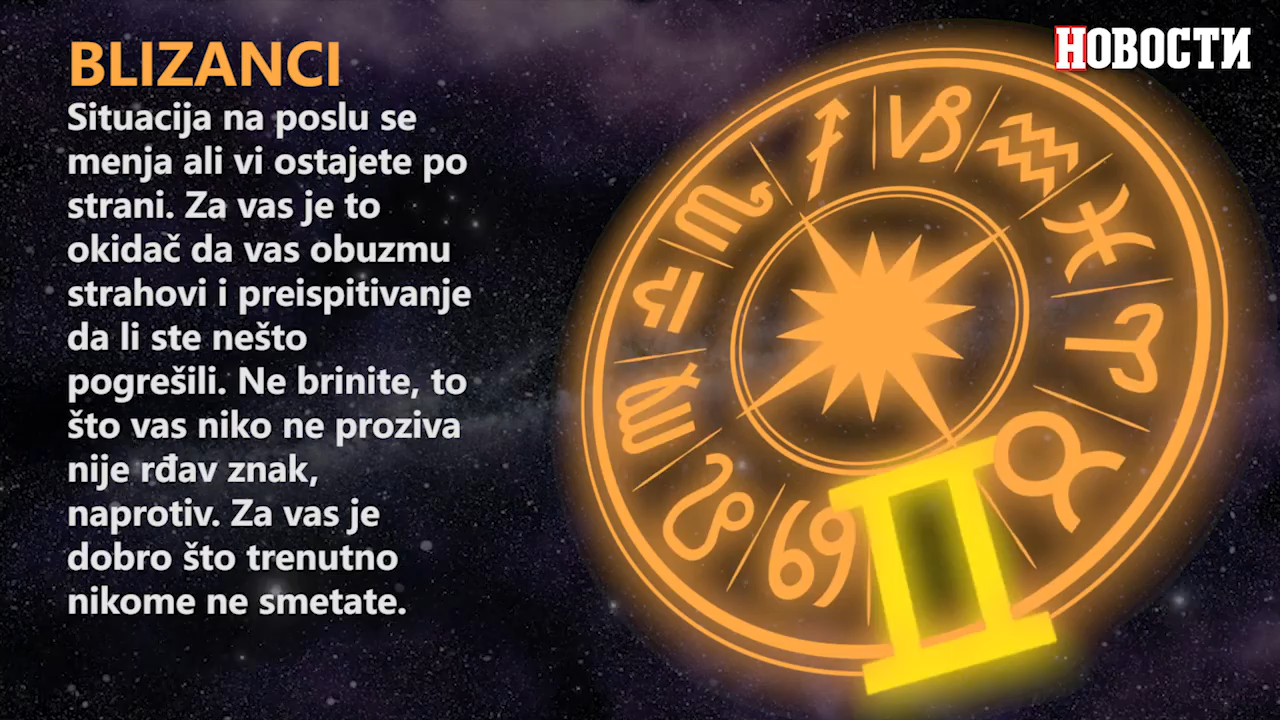 BLIZANCI
Situacija na poslu se
menja ali vi ostajete po
strani. Za vas je to
okidač da vas obuzmu
strahovi i preispitivanje
da li ste nešto
pogrešili. Ne brinite, to
što vas niko ne proziva
nije rđav znak,
naprotiv. Za vas je
dobro što trenutno
nikome ne smetate.
НОВОСТИ